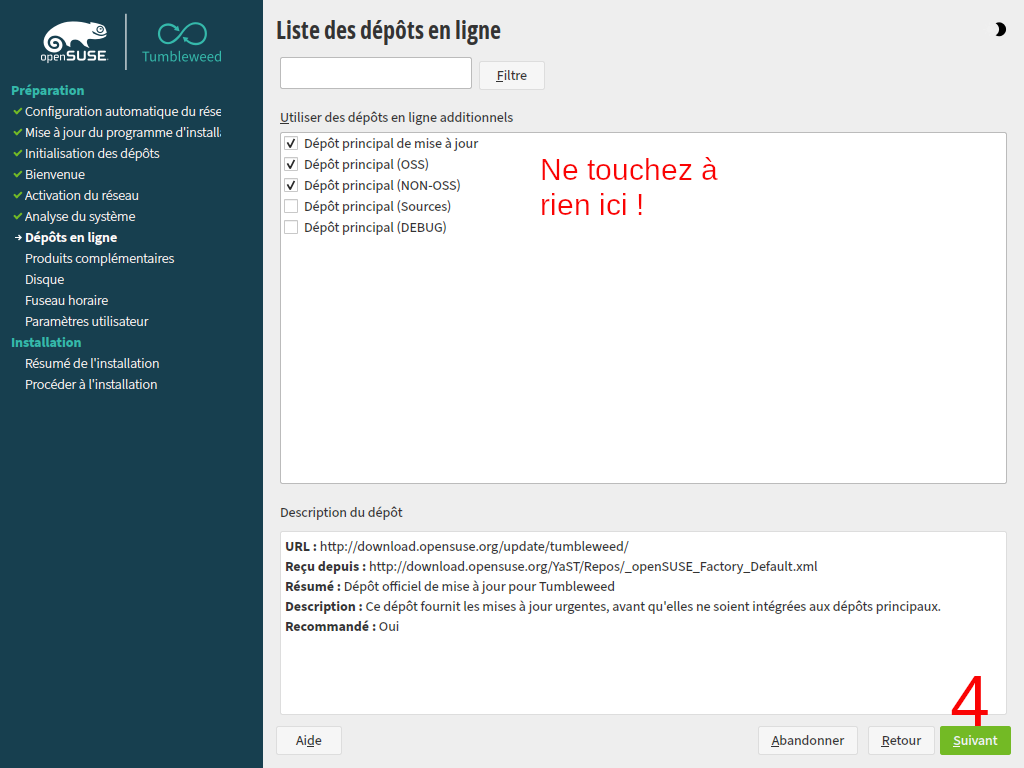 openSUSE.
Tumbleweed
Préparation
Configuration automatique du rése
Mise à jour du programme d'install
Initialisation des dépôts
Bienvenue
Activation du réseau
Analyse du système
Dépôts en ligne
Produits complémentaires
Disque
Fuseau horaire
Paramètres utilisateur
Installation
Résumé de l'installation
Procéder à l'installation
Liste des dépôts en ligne
Filtre
Utiliser des dépôts en ligne additionnels
Dépôt principal de mise à jour
Dépôt principal (OSS)
Dépôt principal (NON-OSS)
Dépôt principal (Sources)
Dépôt principal (DEBUG)
Ne touchez à
rien ici !
Description du dépôt
URL : http://download.opensuse.org/update/tumbleweed/
Reçu depuis : http://download.opensuse.org/YaST/Repos/_openSUSE_Factory_Default.xml
Résumé : Dépôt officiel de mise à jour pour Tumbleweed
Description : Ce dépôt fournit les mises à jour urgentes, avant qu'elles ne soient intégrées aux dépôts principaux.
Recommandé : Oui
4
Aide
Abandonner
Retour
Suivant